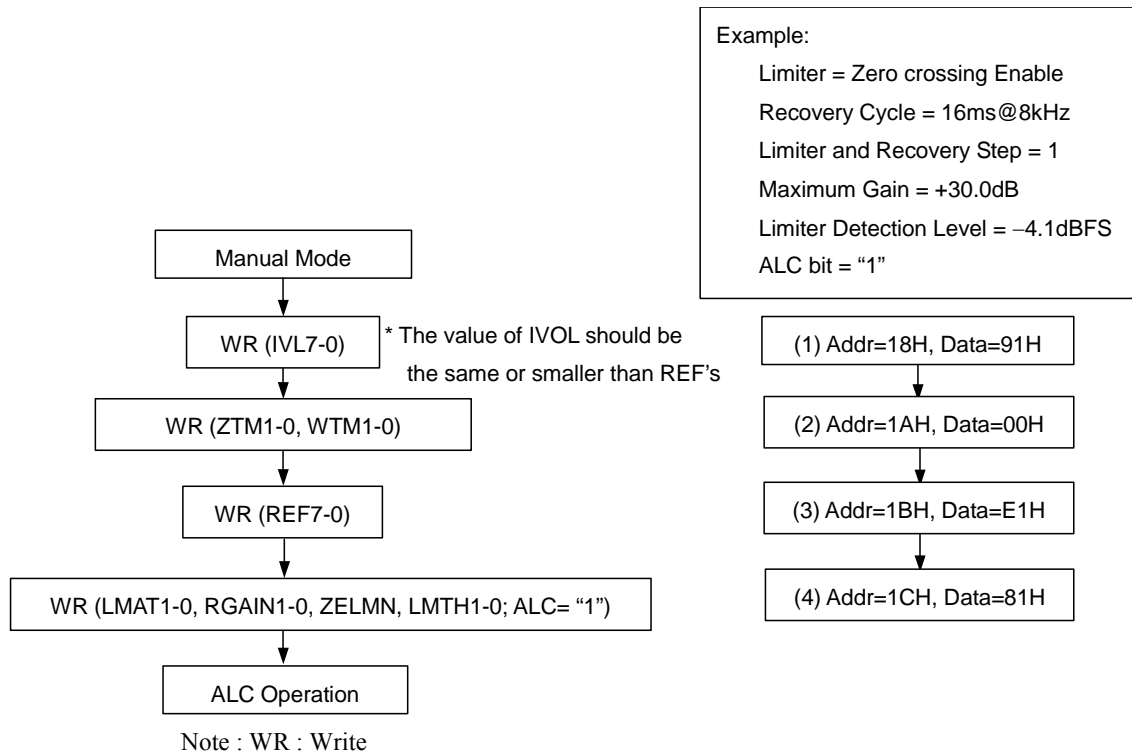 Example:
Limiter = Zero crossing Enable
Recovery Cycle = 16ms@8kHz
Limiter and Recovery Step = 1
Maximum Gain = +30.0dB
Limiter Detection Level = −4.1dBFS
ALC bit = “1”
Manual Mode
WR (IVL7-0)
* The value of IVOL should be
the same or smaller than REF’s
WR (ZTM1-0, WTM1-0)
WR (REF7-0)
WR (LMAT1-0, RGAIN1-0, ZELMN, LMTH1-0; ALC= “1”)
ALC Operation
Note : WR : Write
(1) Addr=18H, Data=91H
(2) Addr=1AH, Data=00H
(3) Addr=1BH, Data=E1H
(4) Addr=1CH, Data=81H